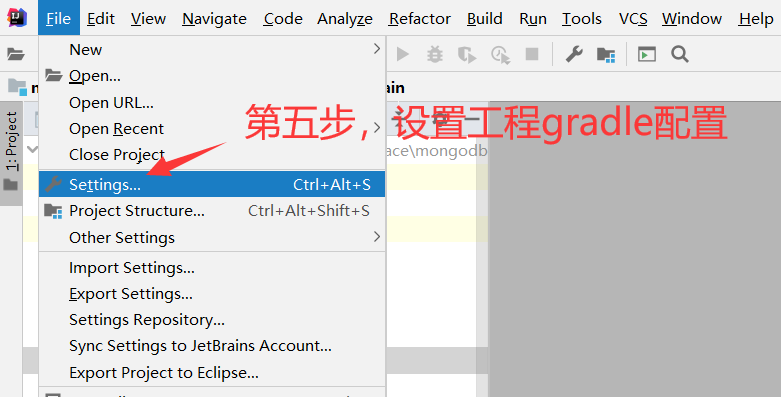 File Edit View Navigate Code Analyze Refactor Build Run Tools VCS Window Help
New
Open...
Open URL...
ain
第五步，设置工程gradle配置
Open Recent
1: Project
Close Project
ace\mongodb
Settings... Ctrl+Alt+S
Project Structure... Ctrl+Alt+Shift+S
Other Settings
Import Settings...
Export Settings...
Settings Repository...
Sync Settings to JetBrains Account...
Export Project to Eclipse...